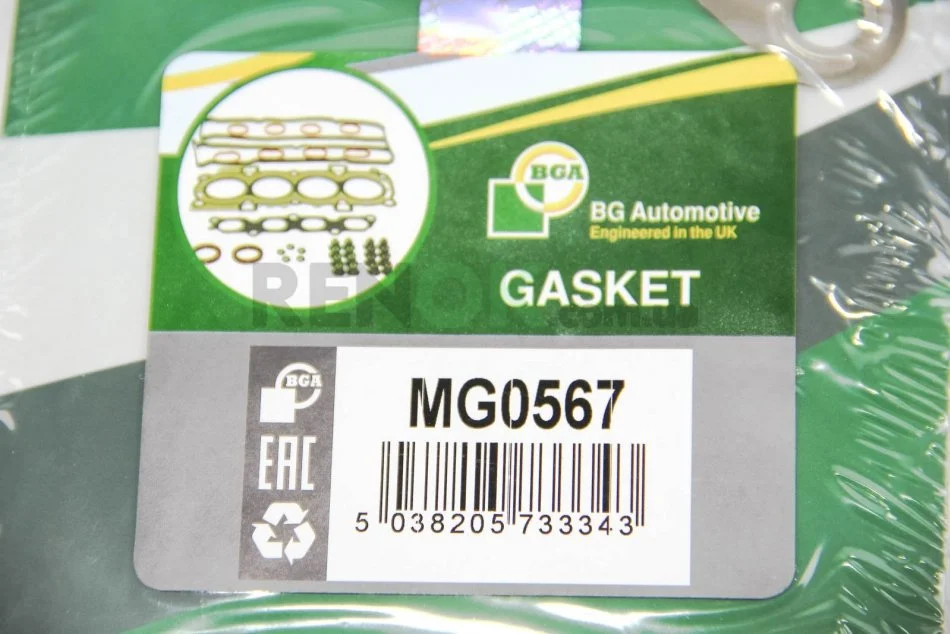 BGA
BG Automotive
Engineered in the UK
GASKET
BGA
EAC
MG0567
5 038205 733343